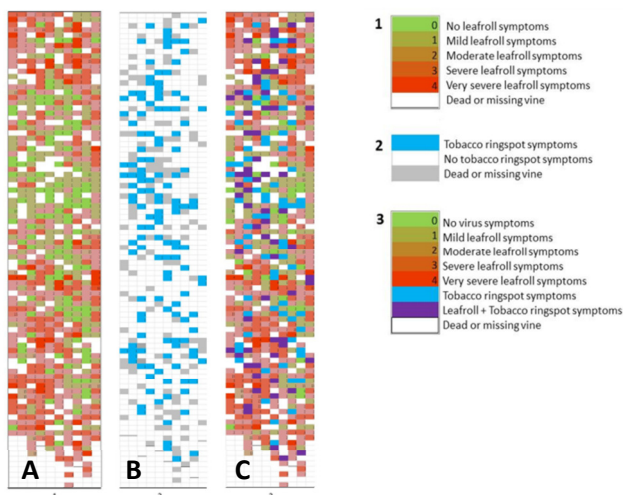 1
0 No leafroll symptoms
1 Mild leafroll symptoms
2 Moderate leafroll symptoms
3 Severe leafroll symptoms
4 Very severe leafroll symptoms
Dead or missing vine
2
Tobacco ringspot symptoms
No tobacco ringspot symptoms
Dead or missing vine
3
0 No virus symptoms
1 Mild leafroll symptoms
2 Moderate leafroll symptoms
3 Severe leafroll symptoms
4 Very severe leafroll symptoms
Tobacco ringspot symptoms
Leafroll + Tobacco ringspot symptoms
Dead or missing vine
A B C